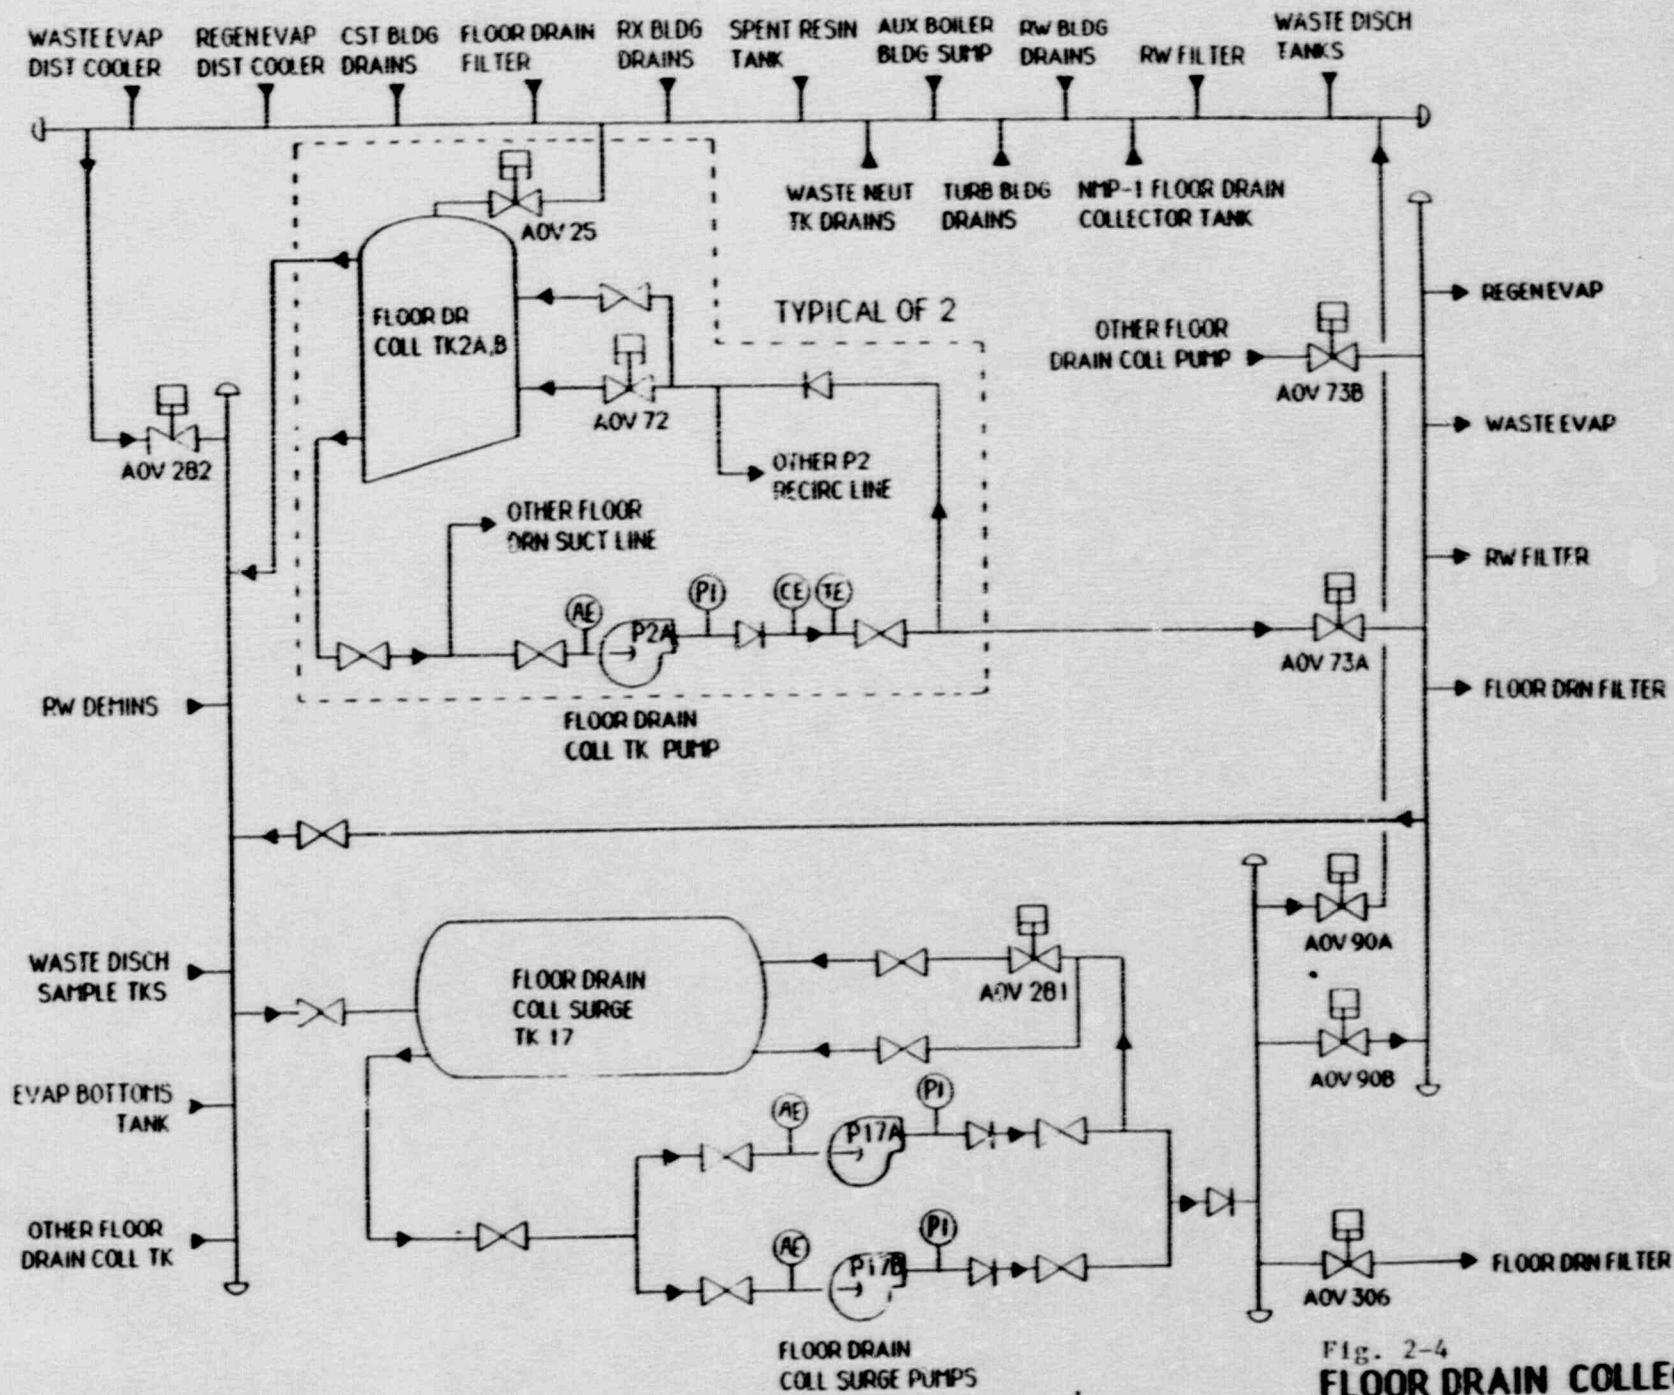 WASTE EVAP
DIST COOLER
REGEN EVAP
DIST COOLER
CST BLDG
DRAINS
FLOOR DRAIN
FILTER
RX BLDG
DRAINS
SPENT RESIN
TANK
AUX BOILER
BLDG SUMP
RW BLDG
DRAINS
RW FILTER
WASTE DISCH
TANKS
WASTE NEUT
TK DRAINS
TURB BLDG
DRAINS
NMP-1 FLOOR DRAIN
COLLECTOR TANK
AOV 25
FLOOR DR
COLL TK2A,B
TYPICAL OF 2
AOV 72
OTHER FLOOR
DRAIN COLL PUMP
AOV 73B
REGEN EVAP
WASTE EVAP
AOV 282
OTHER P2
RECIRC LINE
OTHER FLOOR
DRN SUCT LINE
RW FILTER
AE
P2A
PI
CE
TE
AOV 73A
FLOOR DRN FILTER
RW DEMINS
FLOOR DRAIN
COLL TK PUMP
WASTE DISCH
SAMPLE TKS
FLOOR DRAIN
COLL SURGE
TK 17
AOV 281
AOV 90A
AOV 90B
EVAP BOTTOMS
TANK
AE
P17A
PI
OTHER FLOOR
DRAIN COLL TK
AE
P17B
PI
AOV 306
FLOOR DRN FILTER
FLOOR DRAIN
COLL SURGE PUMPS
Fig. 2-4
FLOOR DRAIN COLLE